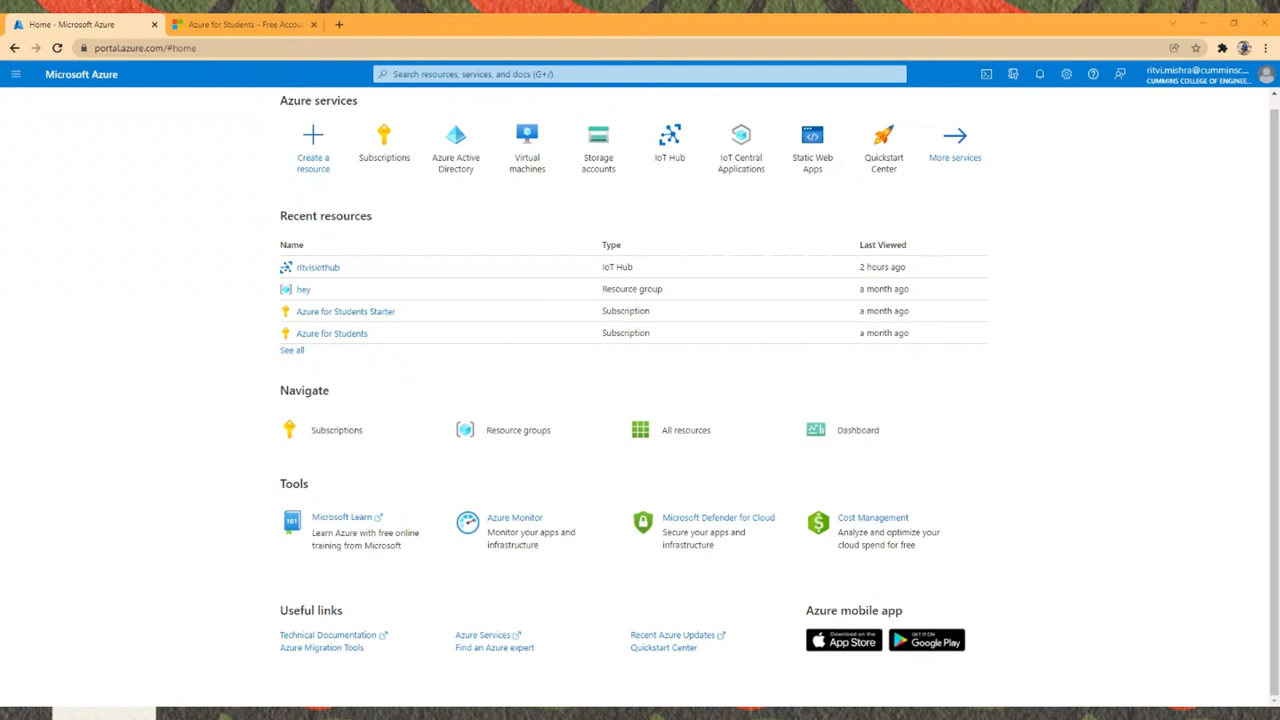 Home - Microsoft Azure
Azure for Students – Free Accou
portal.azure.com/#home
Microsoft Azure
Search resources, services, and docs (G+/)
ritvi.mishra@cumminsc...
CUMMINS COLLEGE OF ENGINEE...
Azure services
Create a resource
Subscriptions
Azure Active Directory
Virtual machines
Storage accounts
IoT Hub
IoT Central Applications
Static Web Apps
Quickstart Center
More services
Recent resources
Name Type Last Viewed
ritvisiothub IoT Hub 2 hours ago
hey Resource group a month ago
Azure for Students Starter Subscription a month ago
Azure for Students Subscription a month ago
See all
Navigate
Subscriptions Resource groups All resources Dashboard
Tools
Microsoft Learn
Learn Azure with free online
training from Microsoft
Azure Monitor
Monitor your apps and
infrastructure
Microsoft Defender for Cloud
Secure your apps and
infrastructure
Cost Management
Analyze and optimize your
cloud spend for free
Useful links
Technical Documentation
Azure Migration Tools
Azure Services
Find an Azure expert
Recent Azure Updates
Quickstart Center
Azure mobile app
Download on the
App Store
GET IT ON
Google Play